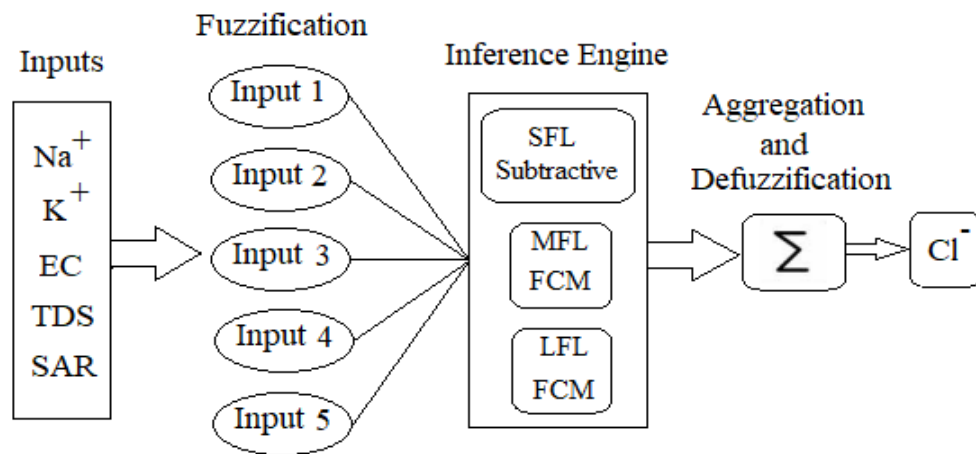 Inputs
Na+
K+
EC
TDS
SAR
Fuzzification
Input 1
Input 2
Input 3
Input 4
Input 5
Inference Engine
SFL
Subtractive
MFL
FCM
LFL
FCM
Aggregation
and
Defuzzification
Σ
Cl-